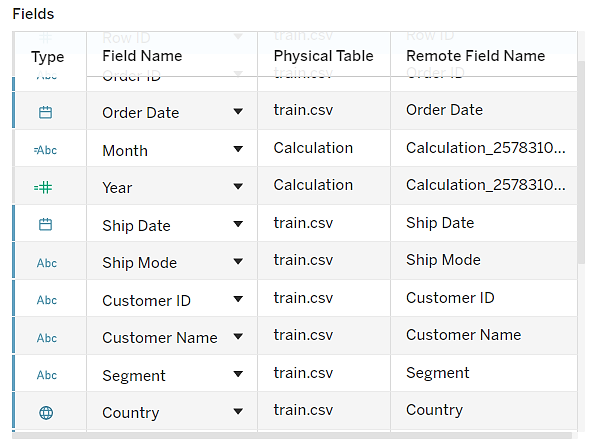 Fields
Row ID train.csv Row ID
Type Field Name Physical Table Remote Field Name
Abc Order ID train.csv Order ID
Order Date train.csv Order Date
=Abc Month Calculation Calculation_2578310...
=# Year Calculation Calculation_2578310...
Ship Date train.csv Ship Date
Abc Ship Mode train.csv Ship Mode
Abc Customer ID train.csv Customer ID
Abc Customer Name train.csv Customer Name
Abc Segment train.csv Segment
Country train.csv Country